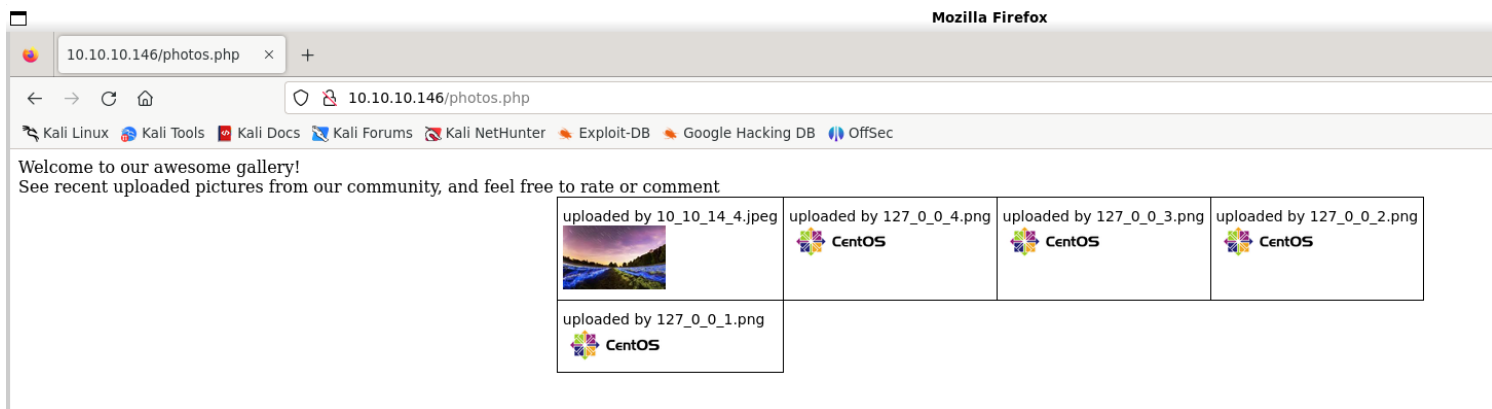 Mozilla Firefox
10.10.10.146/photos.php
10.10.10.146/photos.php
Kali Linux Kali Tools Kali Docs Kali Forums Kali NetHunter Exploit-DB Google Hacking DB OffSec
Welcome to our awesome gallery!
See recent uploaded pictures from our community, and feel free to rate or comment
uploaded by 10_10_14_4.jpeg uploaded by 127_0_0_4.png uploaded by 127_0_0_3.png uploaded by 127_0_0_2.png
CentOS CentOS CentOS
uploaded by 127_0_0_1.png
CentOS